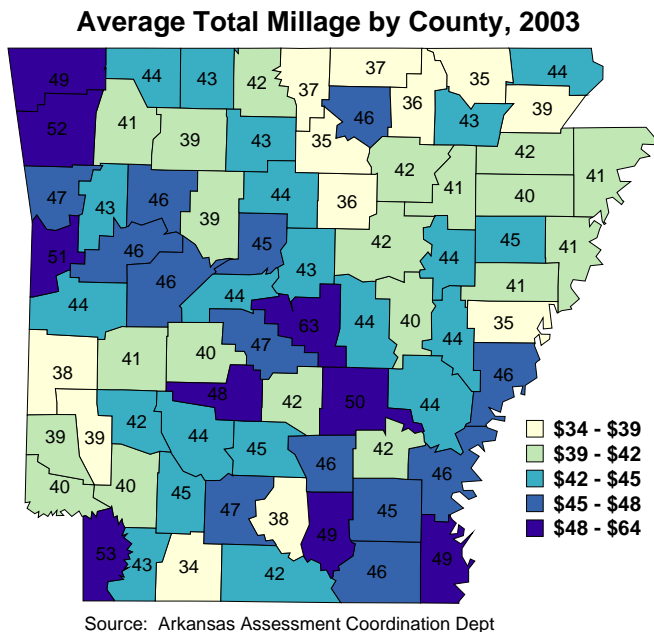 Average Total Millage by County, 2003
49 44 43 42 37 37 35 44
52 41 39 43 35 46 36 43 39
42 42 41 41
47 43 46 39 44 36 40
51 46 45 42 44 45 41
46 43 41
44 44 63 44 40 44 35
38 41 40 47 46
48 42 50 44
39 39 42 44 45 46 42 46
40 40 45 47 38 49 45
53 43 34 42 46 49
$34 - $39
$39 - $42
$42 - $45
$45 - $48
$48 - $64
Source: Arkansas Assessment Coordination Dept